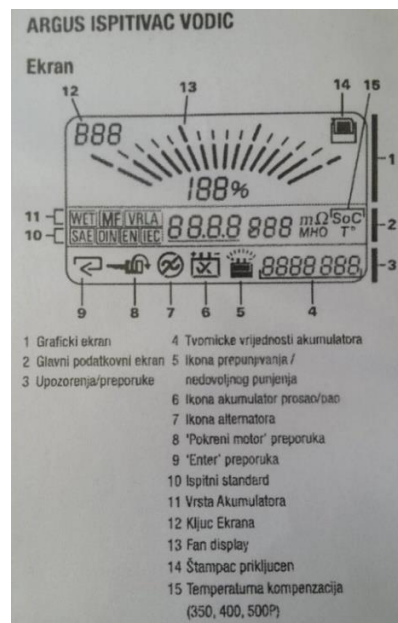 ARGUS ISPITIVAC VODIC
Ekran
12 13 14 15
888
188%
1
11 WET MF VRLA 88.8.8 888 mΩ SoC
10 SAE DIN EN IEC MHO T°
2
8888 888
3
9 8 7 6 5 4
1 Graficki ekran
2 Glavni podatkovni ekran
3 Upozorenja/preporuke
4 Tvornicke vrijednosti akumulatora
5 Ikona prepunjvanja /
nedovoljnog punjenja
6 Ikona akumulator prosao/pao
7 Ikona alternatora
8 'Pokreni motor' preporuka
9 'Enter' preporuka
10 Ispitni standard
11 Vrsta Akumulatora
12 Kljuc Ekrana
13 Fan display
14 Štampac prikljucen
15 Temperaturna kompenzacija
(350, 400, 500P)